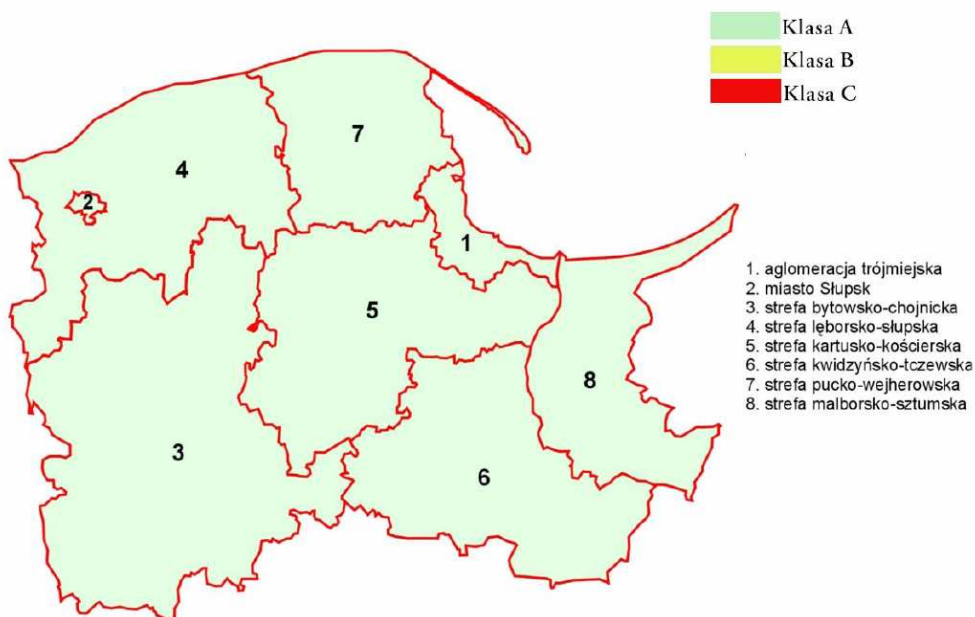 Klasa A
Klasa B
Klasa C
7
4
2
1
5
8
3
6
1. aglomeracja trójmiejska
2. miasto Słupsk
3. strefa bytowsko-chojnicka
4. strefa lęborsko-słupska
5. strefa kartusko-kościerska
6. strefa kwidzyńsko-tczewska
7. strefa pucko-wejherowska
8. strefa malborsko-sztumska